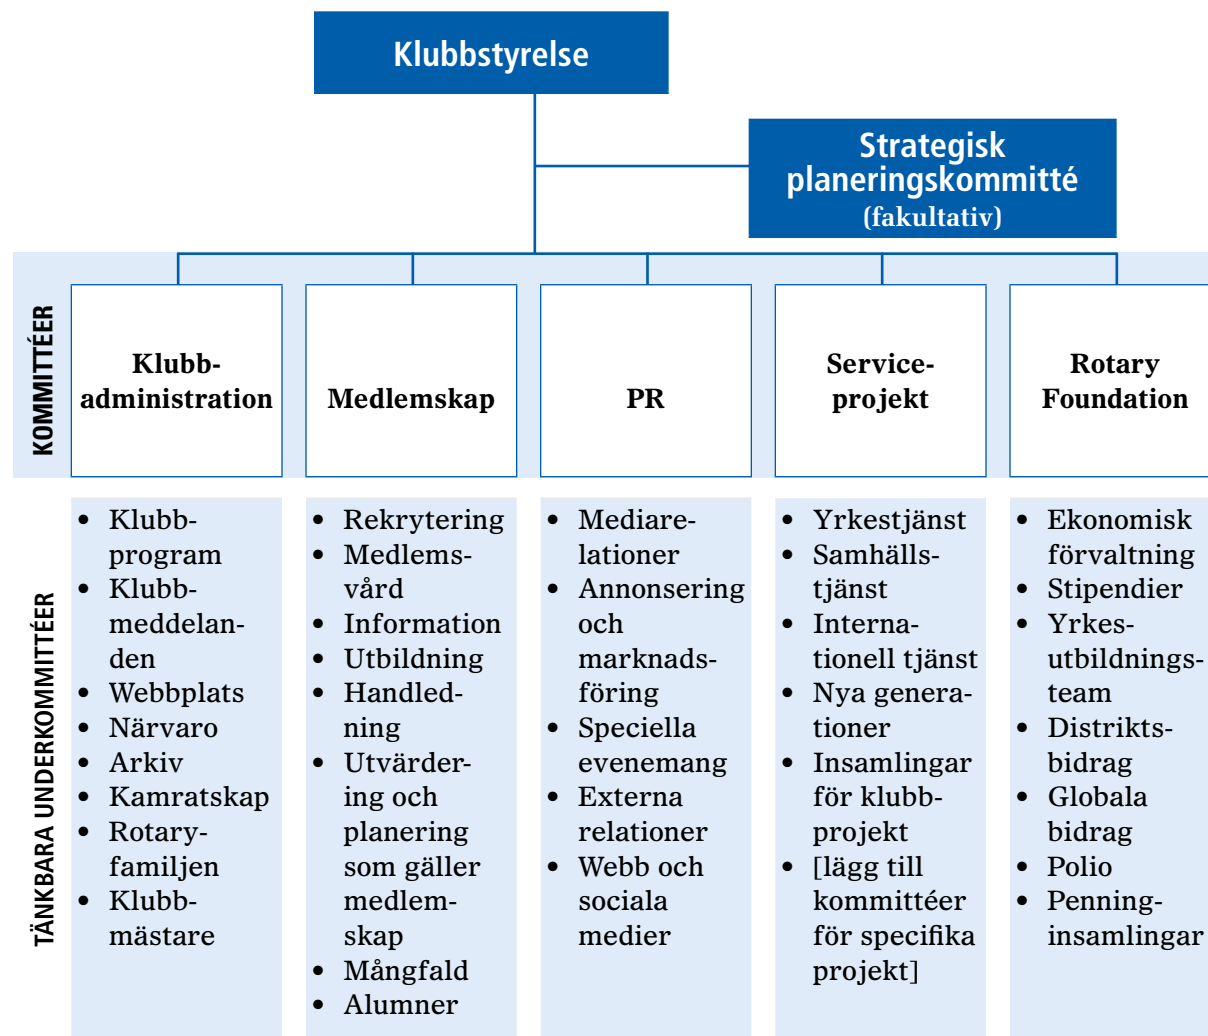 Klubbstyrelse
Strategisk
planeringskommitté
(fakultativ)
KOMMITTÉER
Klubb-
administration
Medlemskap
PR
Service-
projekt
Rotary
Foundation
TÄNKBARA UNDERKOMMITTÉER
• Klubb-
program
• Klubb-
meddelan-
den
• Webbplats
• Närvaro
• Arkiv
• Kamratskap
• Rotary-
familjen
• Klubb-
mästare
• Rekrytering
• Medlems-
vård
• Information
• Utbildning
• Handled-
ning
• Utvärder-
ing och
planering
som gäller
medlem-
skap
• Mångfald
• Alumner
• Mediare-
lationer
• Annonsering
och
marknads-
föring
• Speciella
evenemang
• Externa
relationer
• Webb och
sociala
medier
• Yrkestjänst
• Samhälls-
tjänst
• Interna-
tionell tjänst
• Nya genera-
tioner
• Insamlingar
för klubb-
projekt
• [lägg till
kommittéer
för specifika
projekt]
• Ekonomisk
förvaltning
• Stipendier
• Yrkes-
utbildnings-
team
• Distrikts-
bidrag
• Globala
bidrag
• Polio
• Penning-
insamlingar